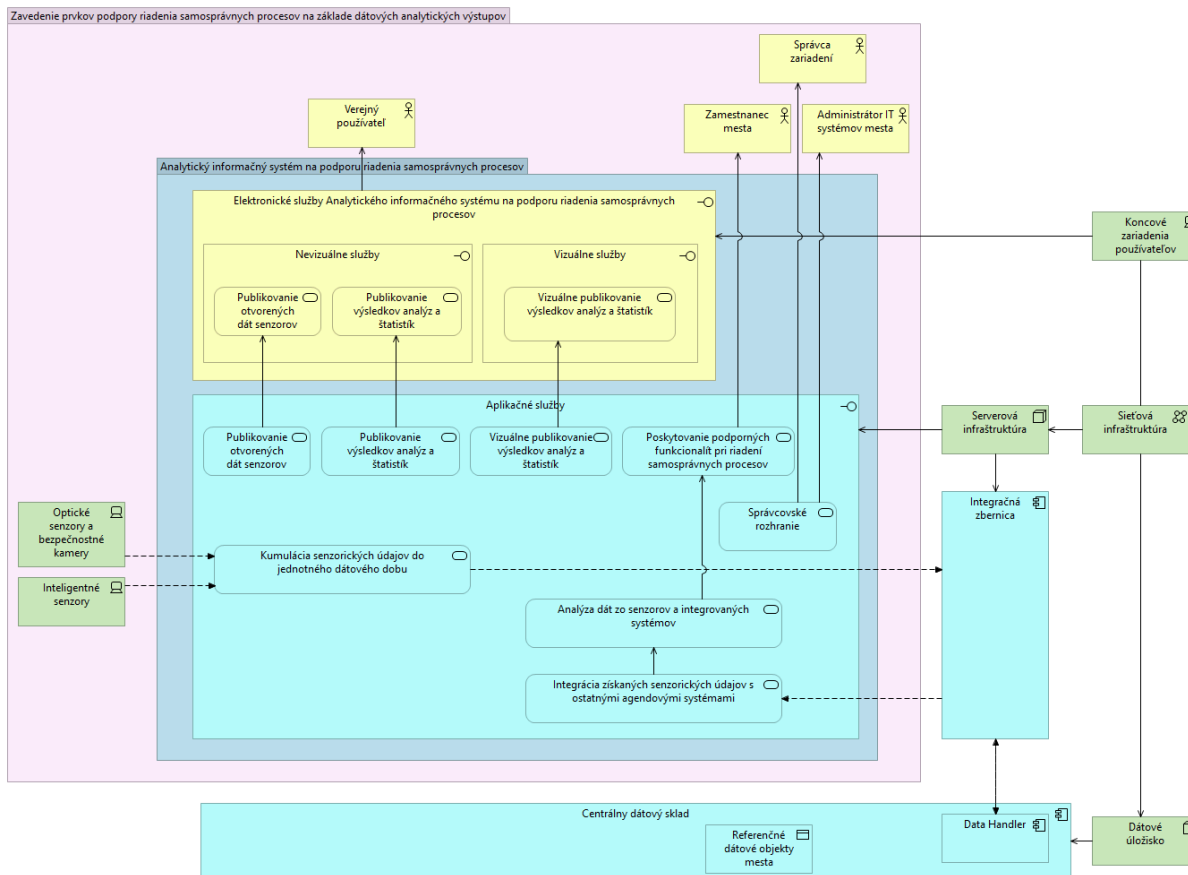 Zavedenie prvkov podpory riadenia samosprávnych procesov na základe dátových analytických výstupov
Správca
zariadení
Verejný
používateľ
Zamestnanec
mesta
Administrátor IT
systémov mesta
Analytický informačný systém na podporu riadenia samosprávnych procesov
Elektronické služby Analytického informačného systému na podporu riadenia samosprávnych
procesov
Koncové
zariadenia
používateľov
Nevizuálne služby
Vizuálne služby
Publikovanie
otvorených
dát senzorov
Publikovanie
výsledkov analýz a
štatistík
Vizuálne publikovanie
výsledkov analýz a štatistík
Aplikačné služby
Serverová
infraštruktúra
Sieťová
infraštruktúra
Publikovanie
otvorených
dát senzorov
Publikovanie
výsledkov analýz a
štatistík
Vizuálne publikovanie
výsledkov analýz a
štatistík
Poskytovanie podporných
funkcionalít pri riadení
samosprávnych procesov
Optické
senzory a
bezpečnostné
kamery
Správcovské
rozhranie
Integračná
zbernica
Kumulácia senzorických údajov do
jednotného dátového dobu
Inteligentné
senzory
Analýza dát zo senzorov a integrovaných
systémov
Integrácia získaných senzorických údajov s
ostatnými agendovými systémami
Centrálny dátový sklad
Data Handler
Referenčné
dátové objekty
mesta
Dátové
úložisko